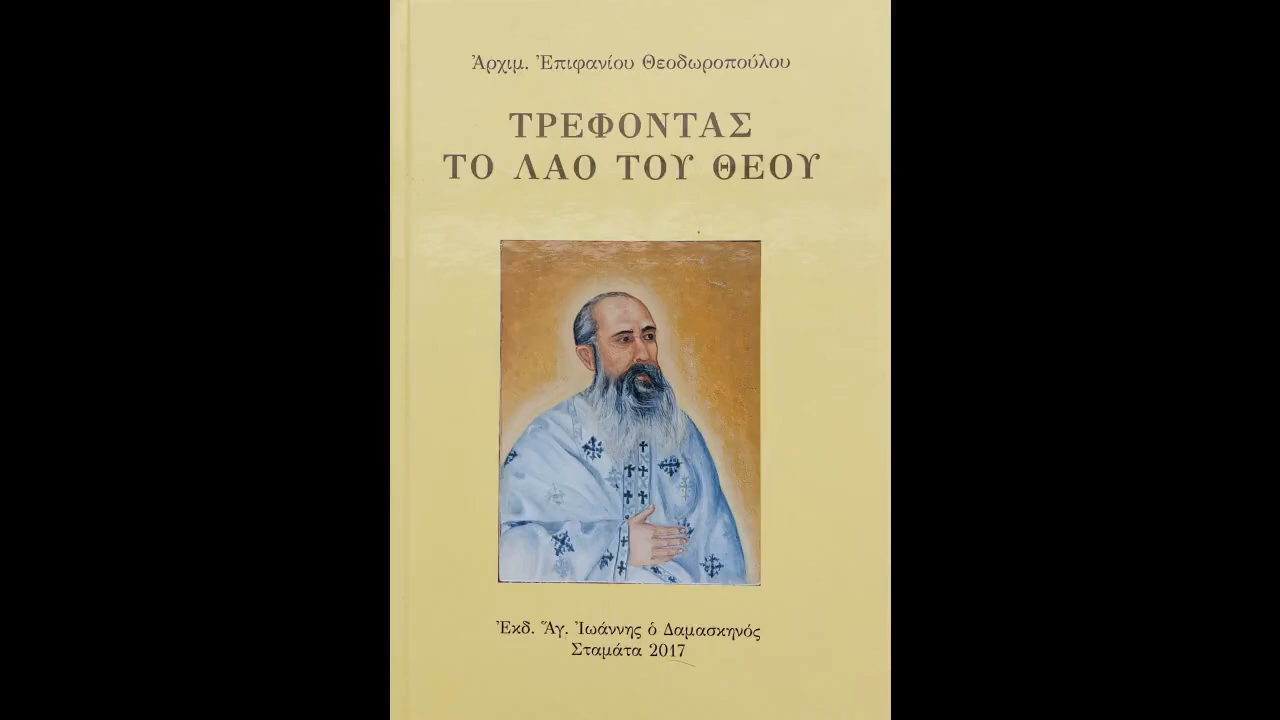 Ἀρχιμ. Ἐπιφανίου Θεοδωροπούλου
ΤΡΕΦΟΝΤΑΣ
ΤΟ ΛΑΟ ΤΟΥ ΘΕΟΥ
Ἐκδ. Ἅγ. Ἰωάννης ὁ Δαμασκηνός
Σταμάτα 2017